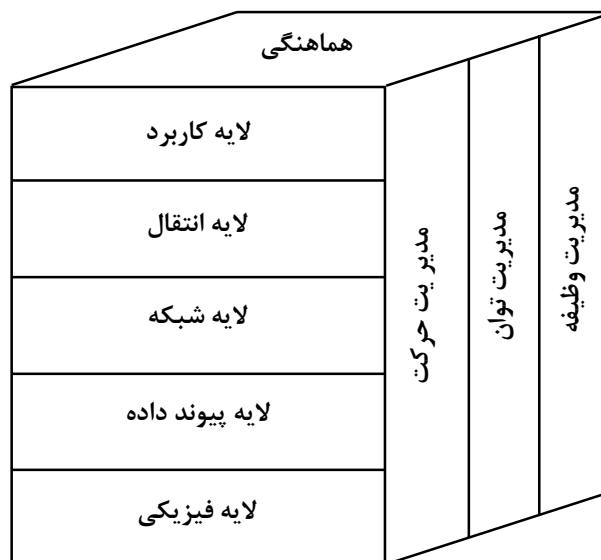 هماهنگی
لایه کاربرد
لایه انتقال
لایه شبکه
لایه پیوند داده
لایه فیزیکی
مدیر یت حرکت
مدیریت توان
مدیریت وظیفه